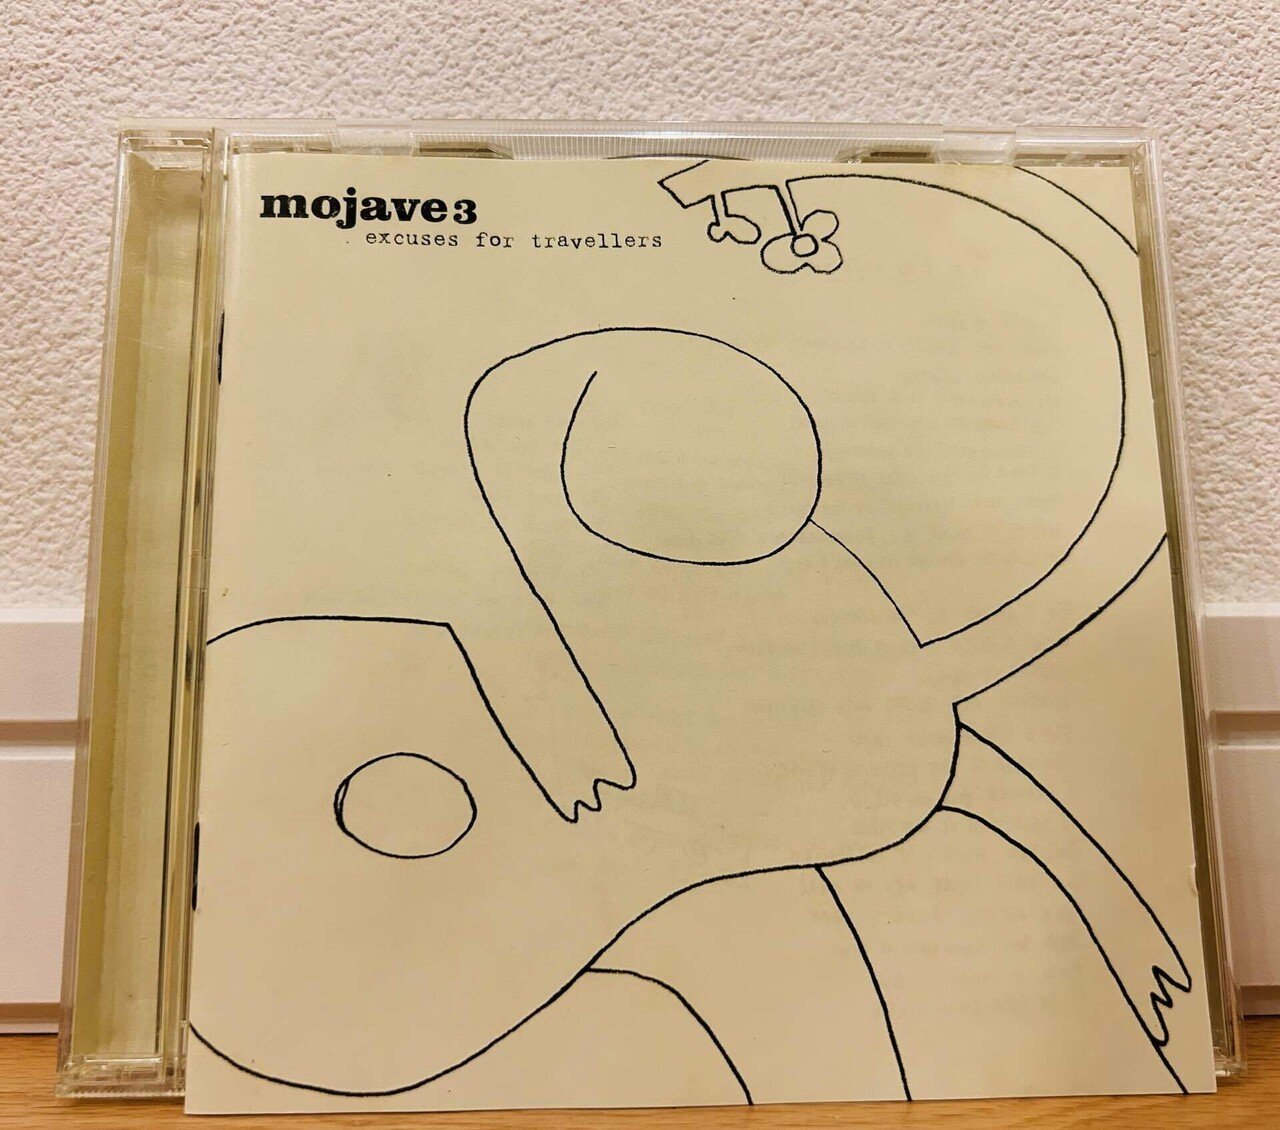 mojave3
excuses for travellers